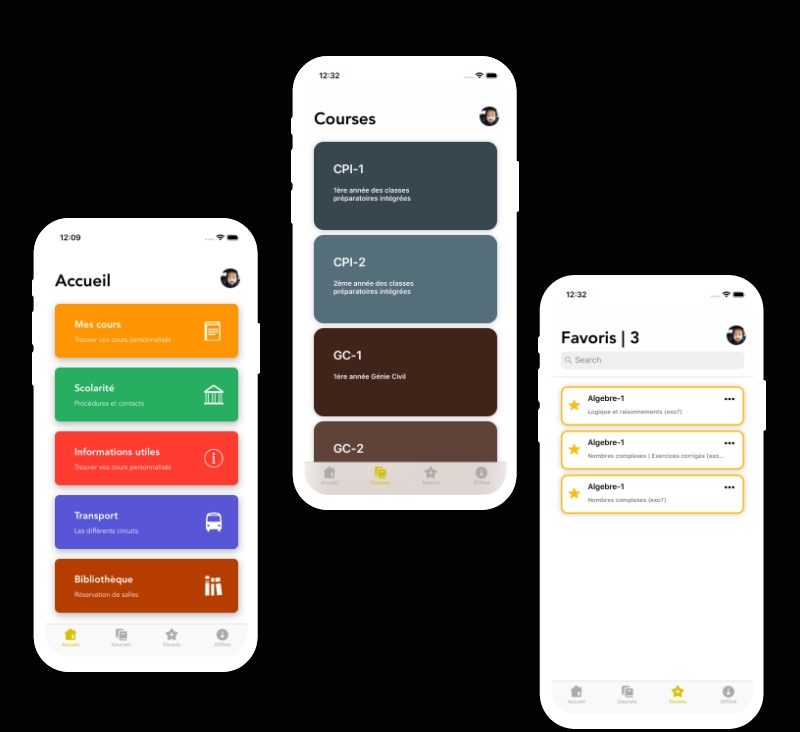 12:09
Accueil
Mes cours
Trouver vos cours personnalisés
Scolarité
Procédures et contacts
Informations utiles
Trouver vos cours personnalisés
Transport
Les différents circuits
Bibliothèque
Réservation de salles
Accueil
Courses
Favoris
Offline
12:32
Courses
CPI-1
1ère année des classes
préparatoires intégrées
CPI-2
2ème année des classes
préparatoires intégrées
GC-1
1ère année Génie Civil
GC-2
Accueil
Courses
Favoris
Offline
12:32
Favoris | 3
Search
Algebre-1
Logique et raisonnements (exo7)
Algebre-1
Nombres complexes | Exercices corrigés (exo...
Algebre-1
Nombres complexes (exo7)
Accueil
Courses
Favoris
Offline